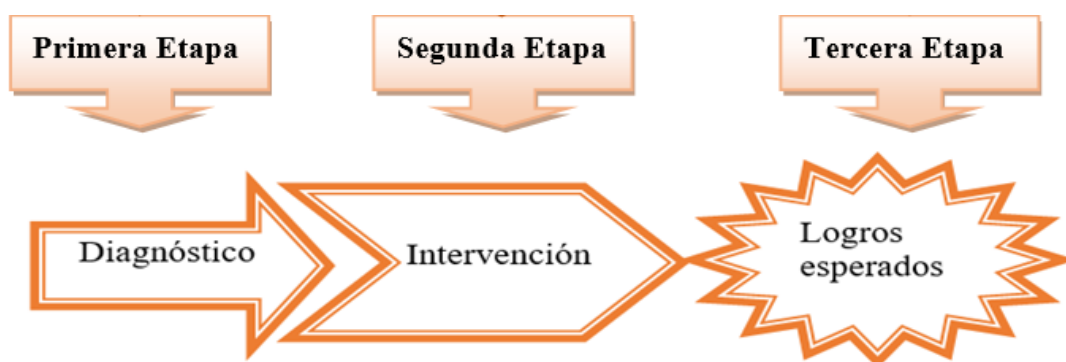 Primera Etapa
Segunda Etapa
Tercera Etapa
Diagnóstico
Intervención
Logros
esperados